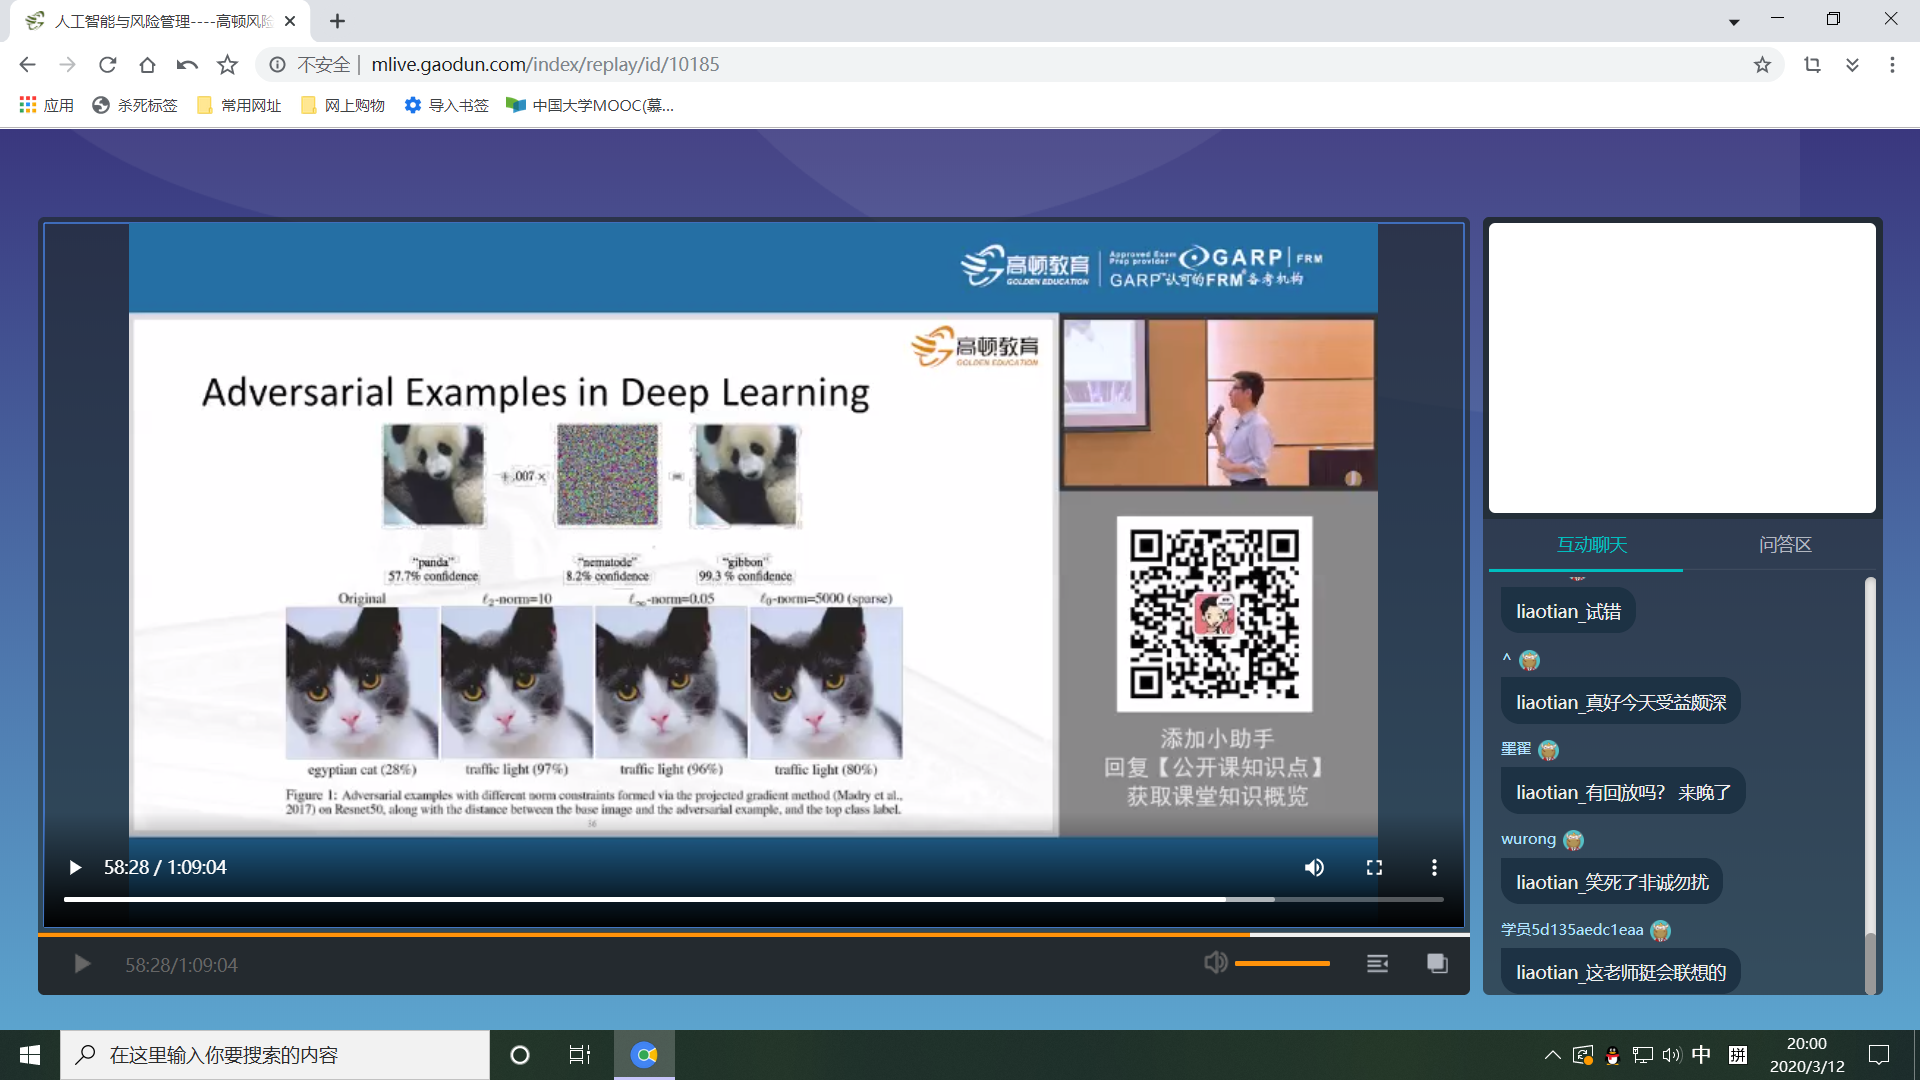 人工智能与风险管理----高顿风险
不安全
mlive.gaodun.com/index/replay/id/10185
应用
杀死标签
常用网址
网上购物
导入书签
中国大学MOOC(慕...
高顿教育
GOLDEN EDUCATION
Approved Exam
Prep provider
GARP | FRM
GARP™认可的FRM®备考机构
高顿教育
GOLDEN EDUCATION
Adversarial Examples in Deep Learning
+ .007 ×
=
"panda"
57.7% confidence
"nematode"
8.2% confidence
"gibbon"
99.3 % confidence
Original
ℓ₂-norm=10
ℓ∞-norm=0.05
ℓ₀-norm=5000 (sparse)
egyptian cat (28%)
traffic light (97%)
traffic light (96%)
traffic light (80%)
Figure 1: Adversarial examples with different norm constraints formed via the projected gradient method (Madry et al.,
2017) on Resnet50, along with the distance between the base image and the adversarial example, and the top class label.
添加小助手
回复【公开课知识点】
获取课堂知识概览
58:28 / 1:09:04
58:28/1:09:04
互动聊天
问答区
liaotian_试错
^
liaotian_真好今天受益颇深
墨翟
liaotian_有回放吗? 来晚了
wurong
liaotian_笑死了非诚勿扰
学员5d135aedc1eaa
liaotian_这老师挺会联想的
在这里输入你要搜索的内容
中
拼
20:00
2020/3/12